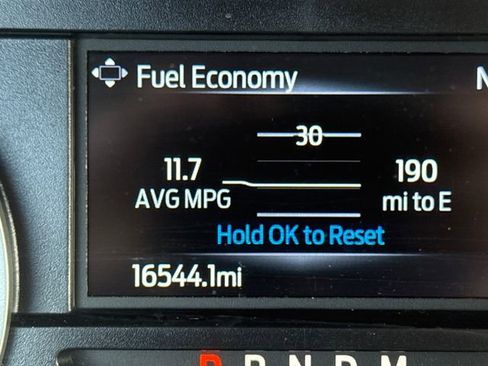 Fuel Economy N
30
11.7 190
AVG MPG mi to E
Hold OK to Reset
16544.1mi
P R N D M